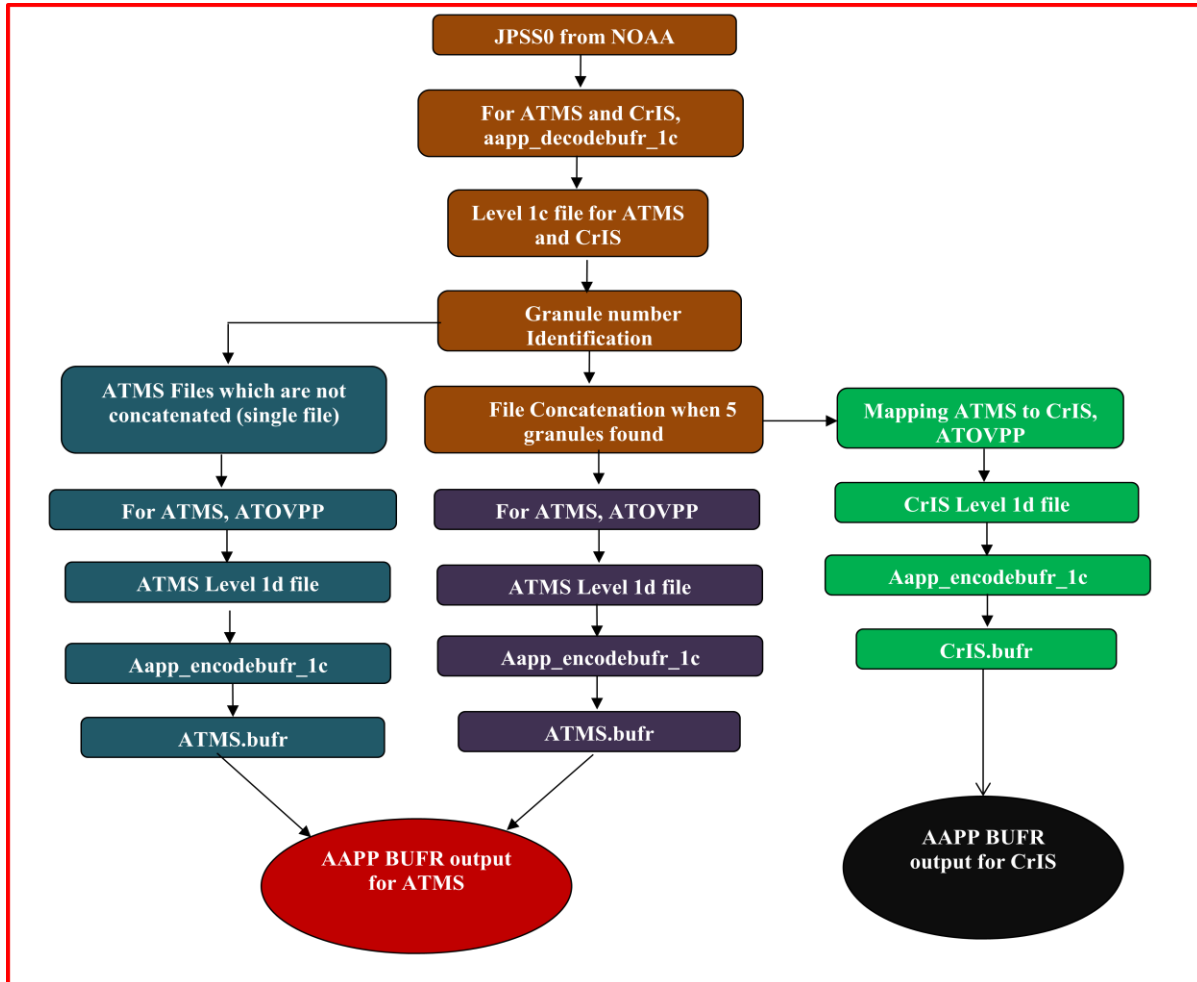 JPSS0 from NOAA
For ATMS and CrIS,
aapp_decodebufr_1c
Level 1c file for ATMS
and CrIS
Granule number
Identification
ATMS Files which are not
concatenated (single file)
File Concatenation when 5
granules found
Mapping ATMS to CrIS,
ATOVPP
For ATMS, ATOVPP
For ATMS, ATOVPP
CrIS Level 1d file
ATMS Level 1d file
ATMS Level 1d file
Aapp_encodebufr_1c
Aapp_encodebufr_1c
Aapp_encodebufr_1c
CrIS.bufr
ATMS.bufr
ATMS.bufr
AAPP BUFR output
for ATMS
AAPP BUFR
output for CrIS